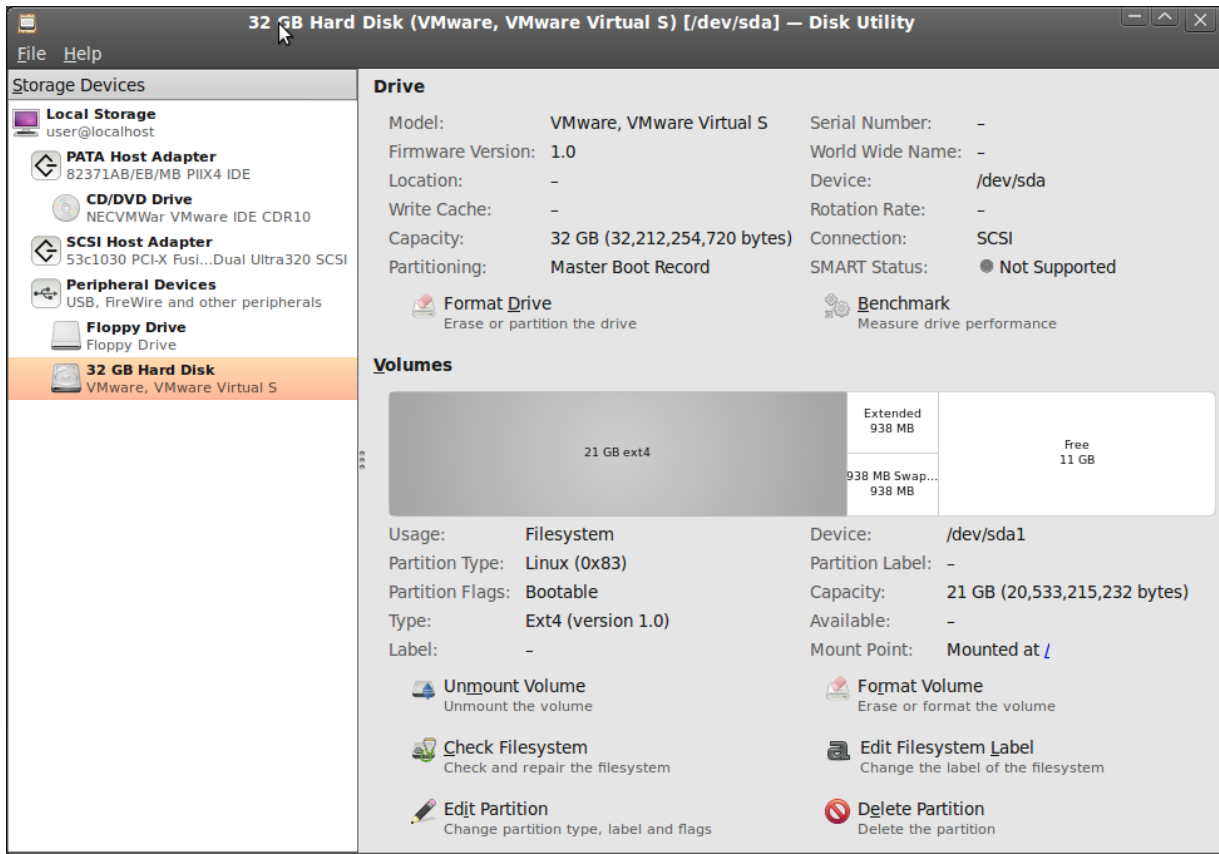 32 GB Hard Disk (VMware, VMware Virtual S) [/dev/sda] — Disk Utility
File Help
Storage Devices
Local Storage
user@localhost
PATA Host Adapter
82371AB/EB/MB PIIX4 IDE
CD/DVD Drive
NECVMWar VMware IDE CDR10
SCSI Host Adapter
53c1030 PCI-X Fusi...Dual Ultra320 SCSI
Peripheral Devices
USB, FireWire and other peripherals
Floppy Drive
Floppy Drive
32 GB Hard Disk
VMware, VMware Virtual S
Drive
Model: VMware, VMware Virtual S Serial Number: –
Firmware Version: 1.0 World Wide Name: –
Location: – Device: /dev/sda
Write Cache: – Rotation Rate: –
Capacity: 32 GB (32,212,254,720 bytes) Connection: SCSI
Partitioning: Master Boot Record SMART Status: Not Supported
Format Drive Benchmark
Erase or partition the drive Measure drive performance
Volumes
21 GB ext4
Extended
938 MB
938 MB Swap...
938 MB
Free
11 GB
Usage: Filesystem Device: /dev/sda1
Partition Type: Linux (0x83) Partition Label: –
Partition Flags: Bootable Capacity: 21 GB (20,533,215,232 bytes)
Type: Ext4 (version 1.0) Available: –
Label: – Mount Point: Mounted at /
Unmount Volume Format Volume
Unmount the volume Erase or format the volume
Check Filesystem Edit Filesystem Label
Check and repair the filesystem Change the label of the filesystem
Edit Partition Delete Partition
Change partition type, label and flags Delete the partition